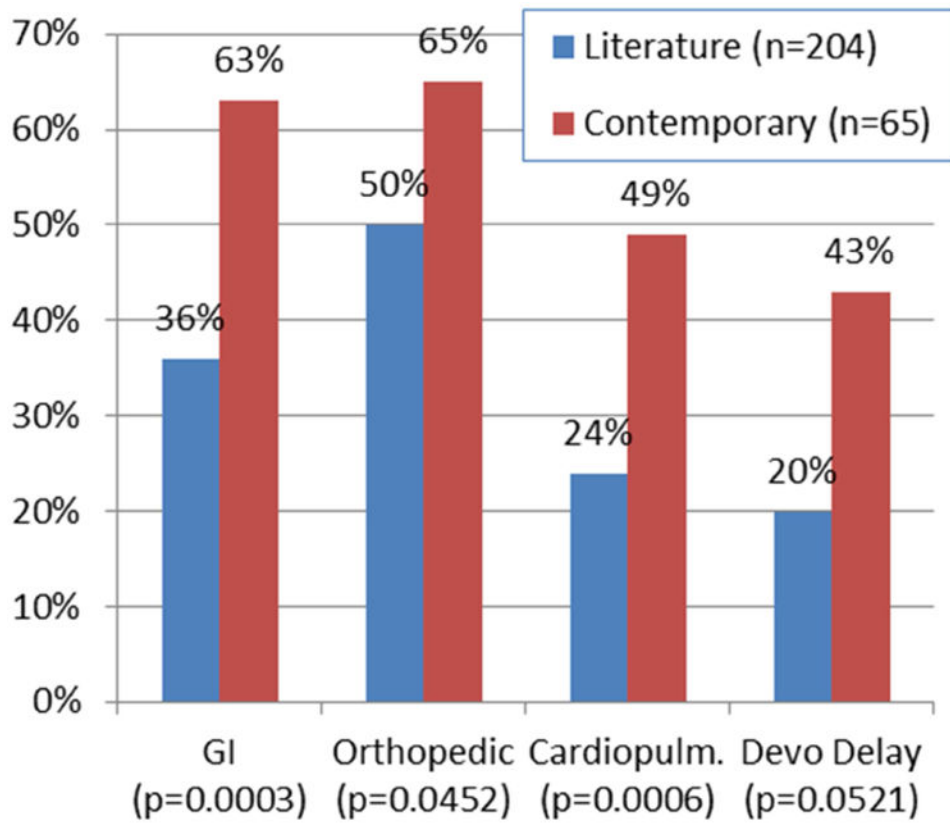 70%
60%
50%
40%
30%
20%
10%
0%
Literature (n=204)
Contemporary (n=65)
36%
63%
50%
65%
24%
49%
20%
43%
GI
(p=0.0003)
Orthopedic
(p=0.0452)
Cardiopulm.
(p=0.0006)
Devo Delay
(p=0.0521)